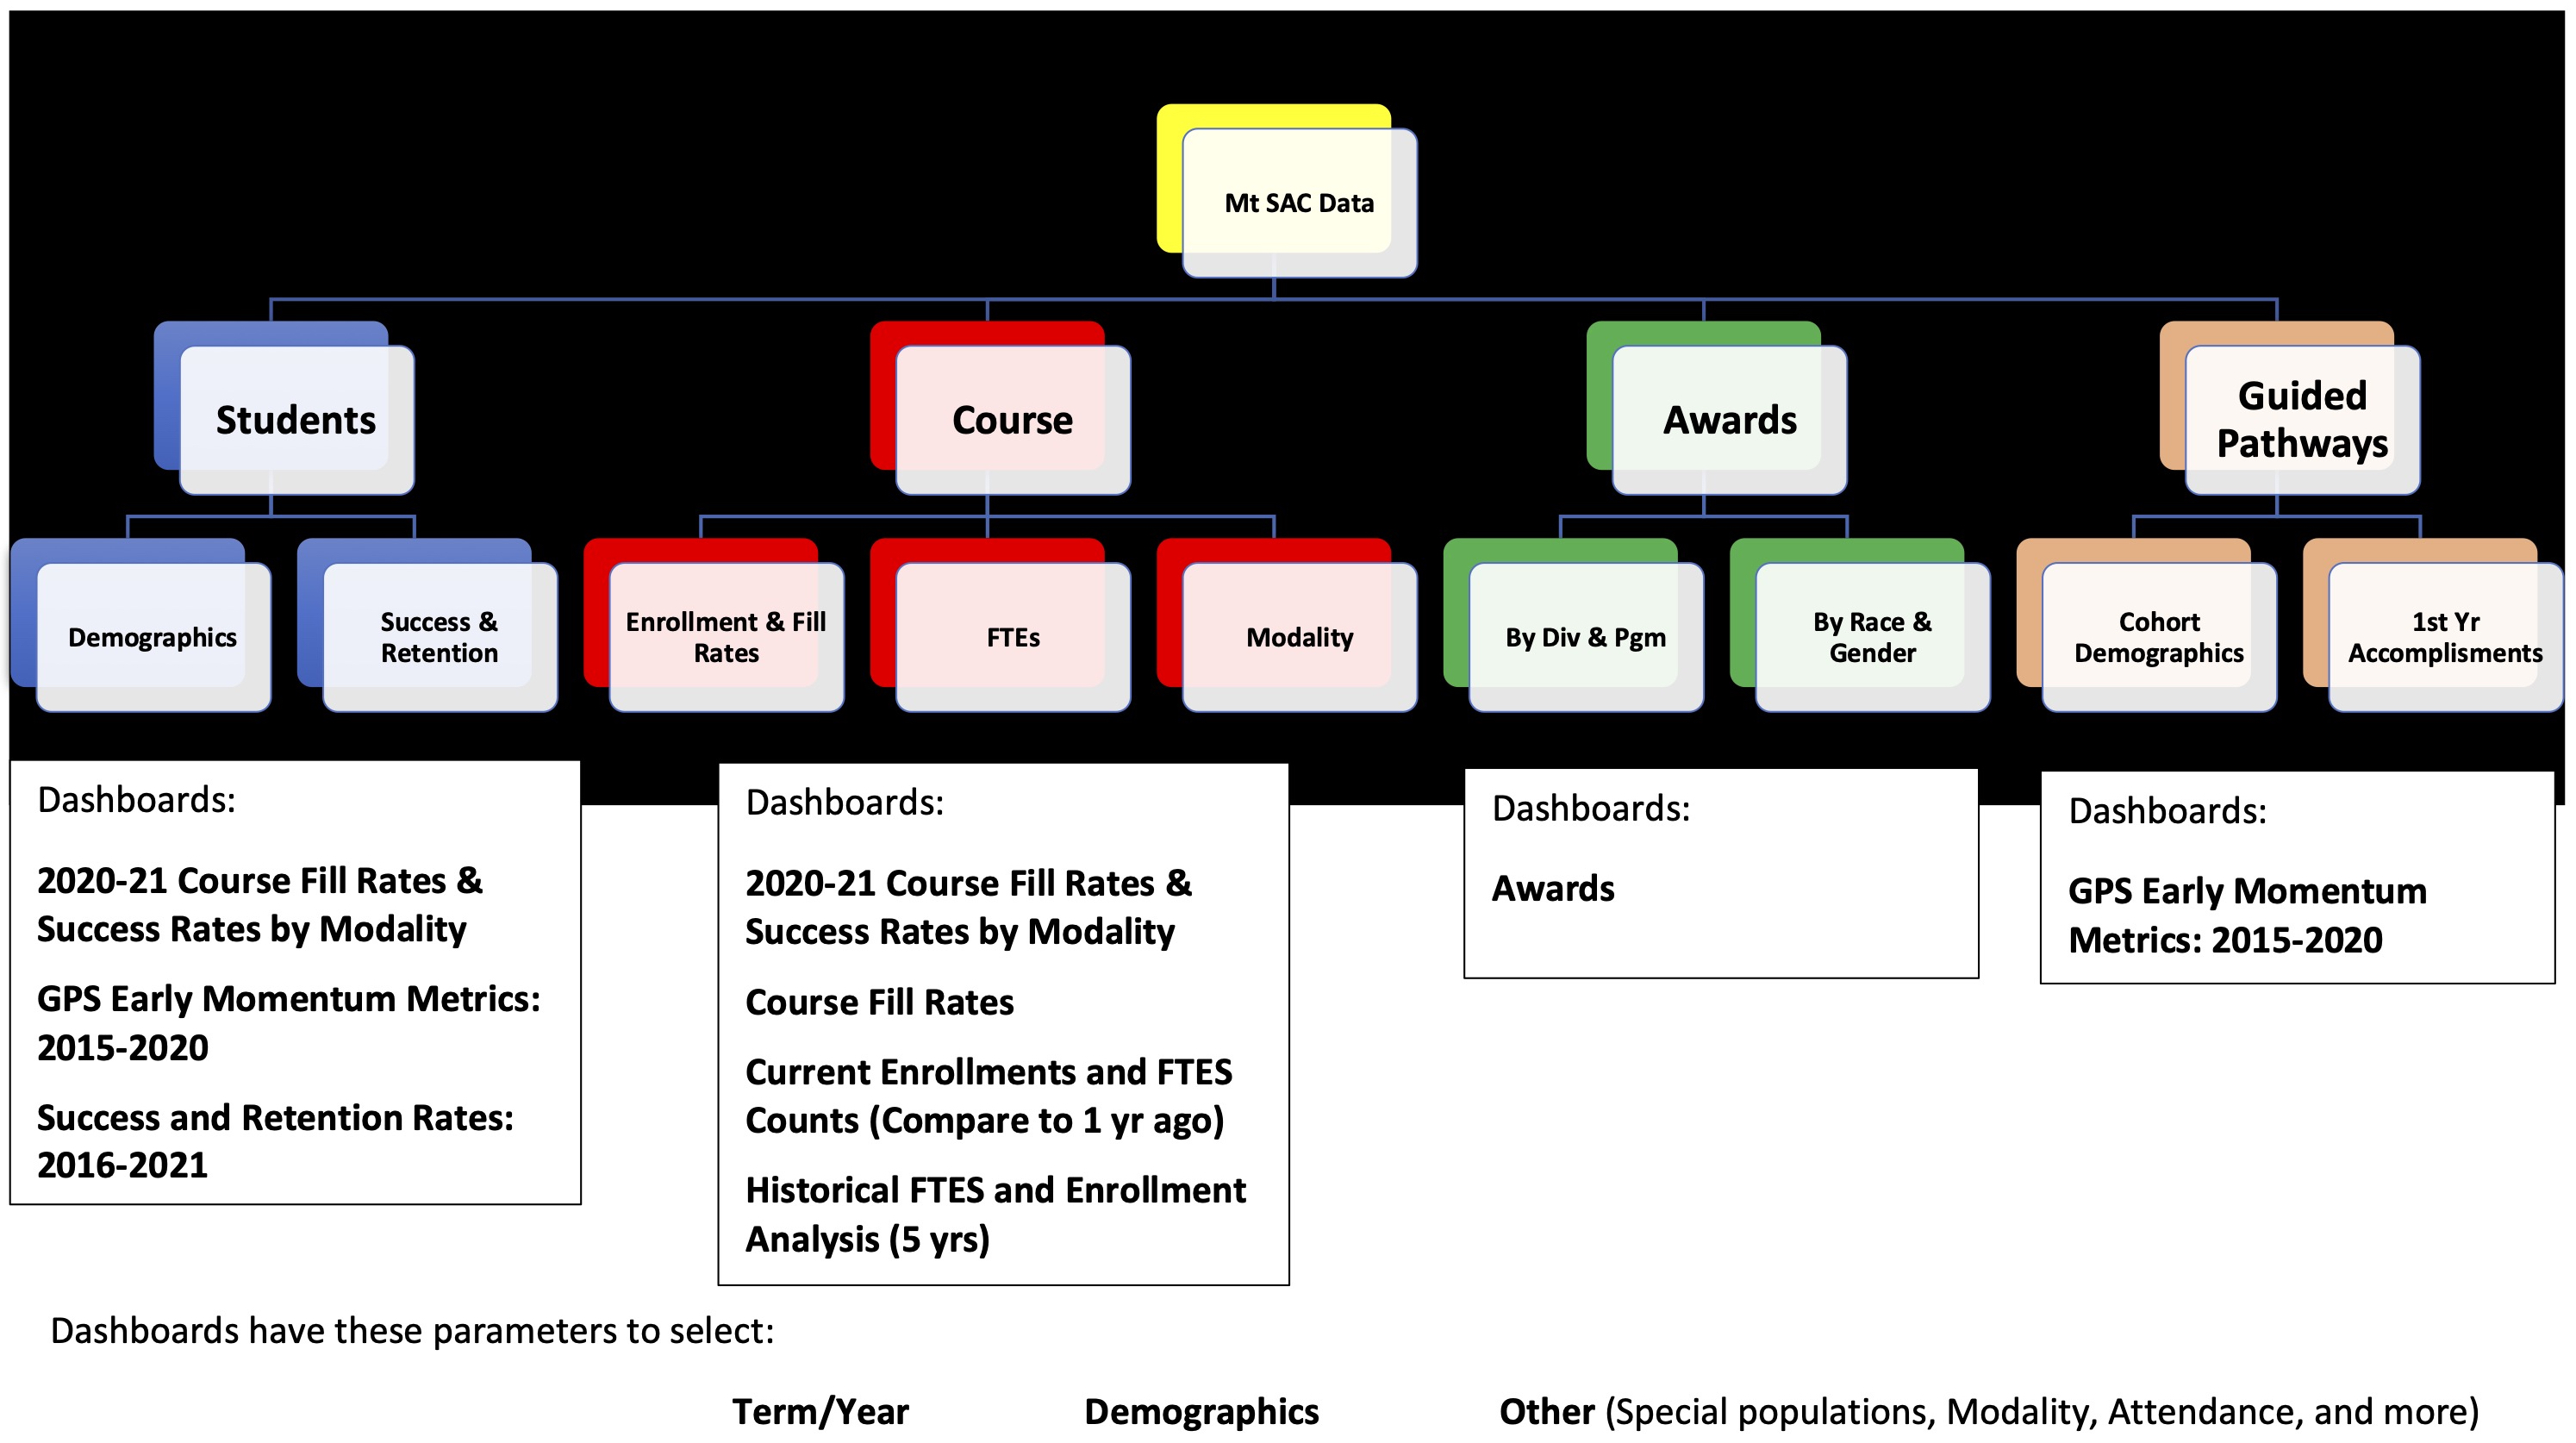 Mt SAC Data
Students
Course
Awards
Guided
Pathways
Demographics
Success &
Retention
Enrollment & Fill
Rates
FTEs
Modality
By Div & Pgm
By Race &
Gender
Cohort
Demographics
1st Yr
Accomplisments
Dashboards:
2020-21 Course Fill Rates &
Success Rates by Modality
GPS Early Momentum Metrics:
2015-2020
Success and Retention Rates:
2016-2021
Dashboards:
2020-21 Course Fill Rates &
Success Rates by Modality
Course Fill Rates
Current Enrollments and FTES
Counts (Compare to 1 yr ago)
Historical FTES and Enrollment
Analysis (5 yrs)
Dashboards:
Awards
Dashboards:
GPS Early Momentum
Metrics: 2015-2020
Dashboards have these parameters to select:
Term/Year Demographics Other (Special populations, Modality, Attendance, and more)